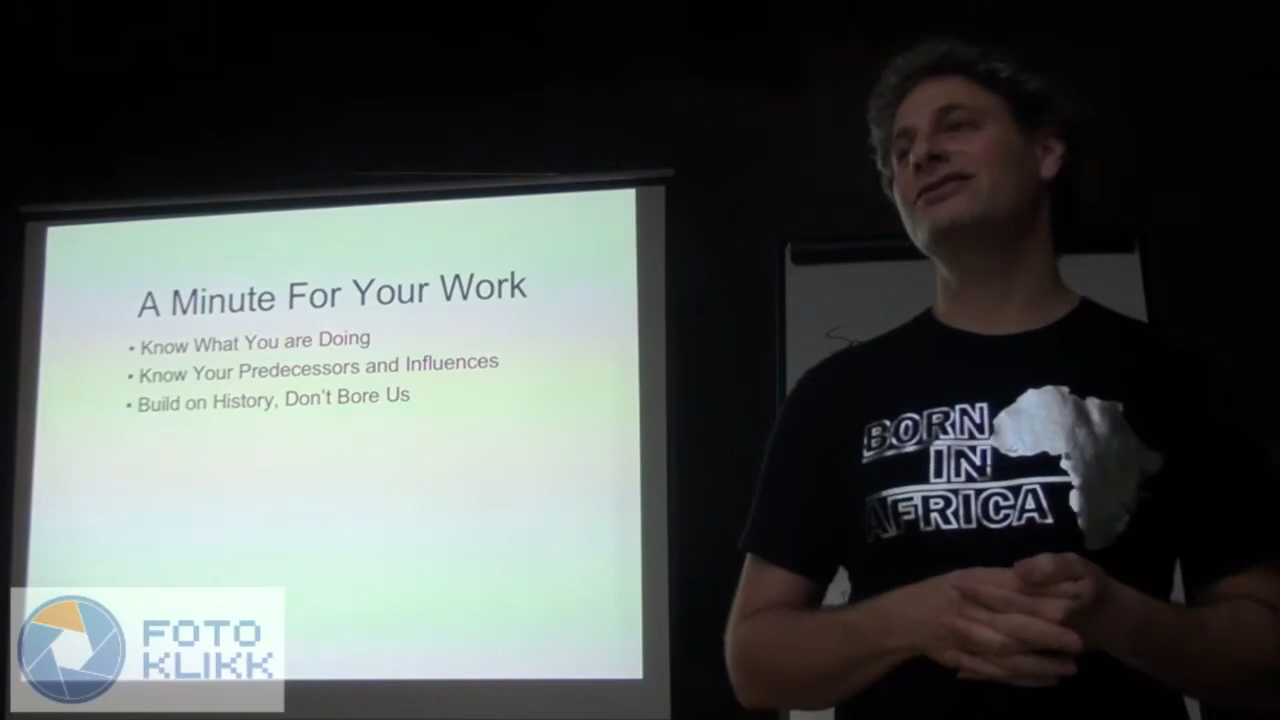 A Minute For Your Work
• Know What You are Doing
• Know Your Predecessors and Influences
• Build on History, Don't Bore Us
BORN
IN
AFRICA
FOTO
KLIKK